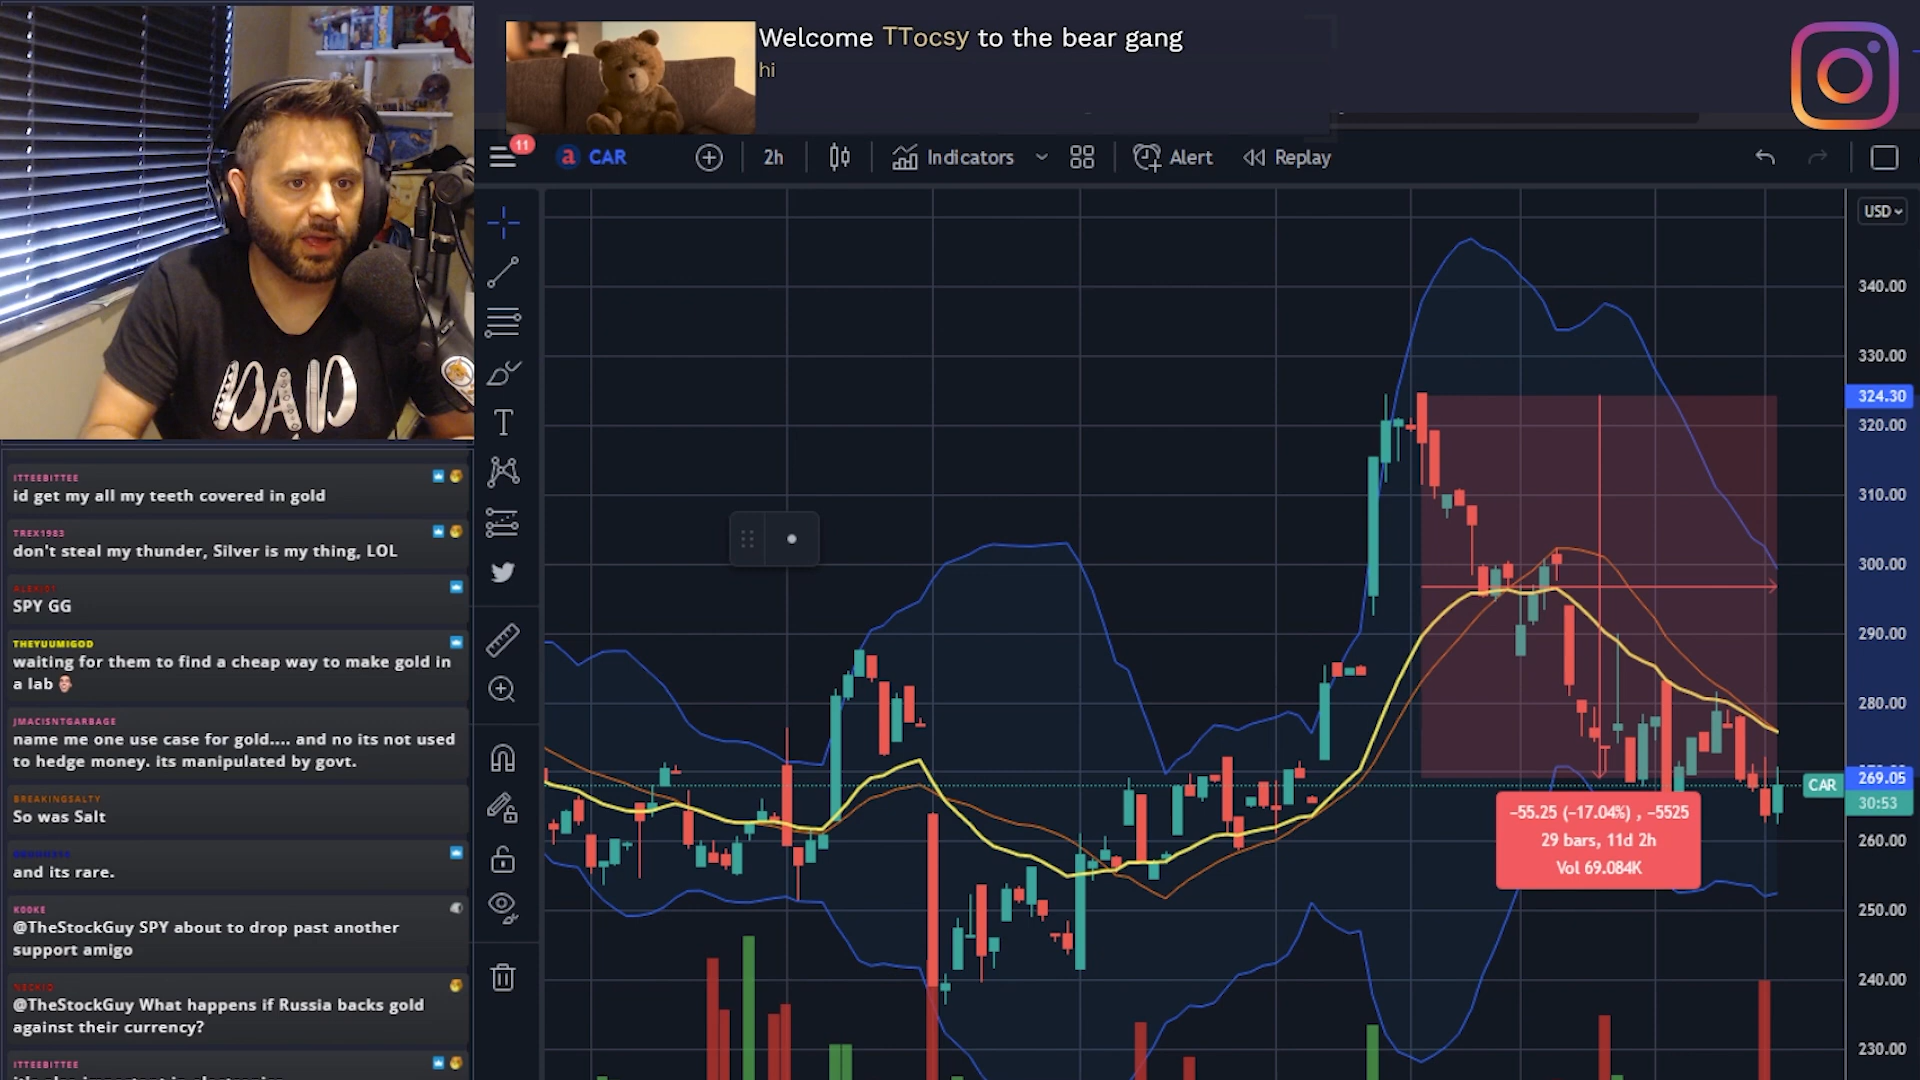 Welcome TTocsy to the bear gang
hi
11
a CAR
2h
Indicators
Alert
Replay
USD
340.00
330.00
324.30
320.00
310.00
300.00
290.00
280.00
CAR
269.05
30:53
260.00
250.00
240.00
230.00
−55.25 (−17.04%) , −5525
29 bars, 11d 2h
Vol 69.084K
DAD
ITTEEBITTEE
id get my all my teeth covered in gold
TREX1983
don't steal my thunder, Silver is my thing, LOL
SPY GG
THEYUUMIGOD
waiting for them to find a cheap way to make gold in
a lab
JMACISNTGARBAGE
name me one use case for gold.... and no its not used
to hedge money. its manipulated by govt.
BREAKINGSALTY
So was Salt
and its rare.
KOOKE
@TheStockGuy SPY about to drop past another
support amigo
@TheStockGuy What happens if Russia backs gold
against their currency?
ITTEEBITTEE